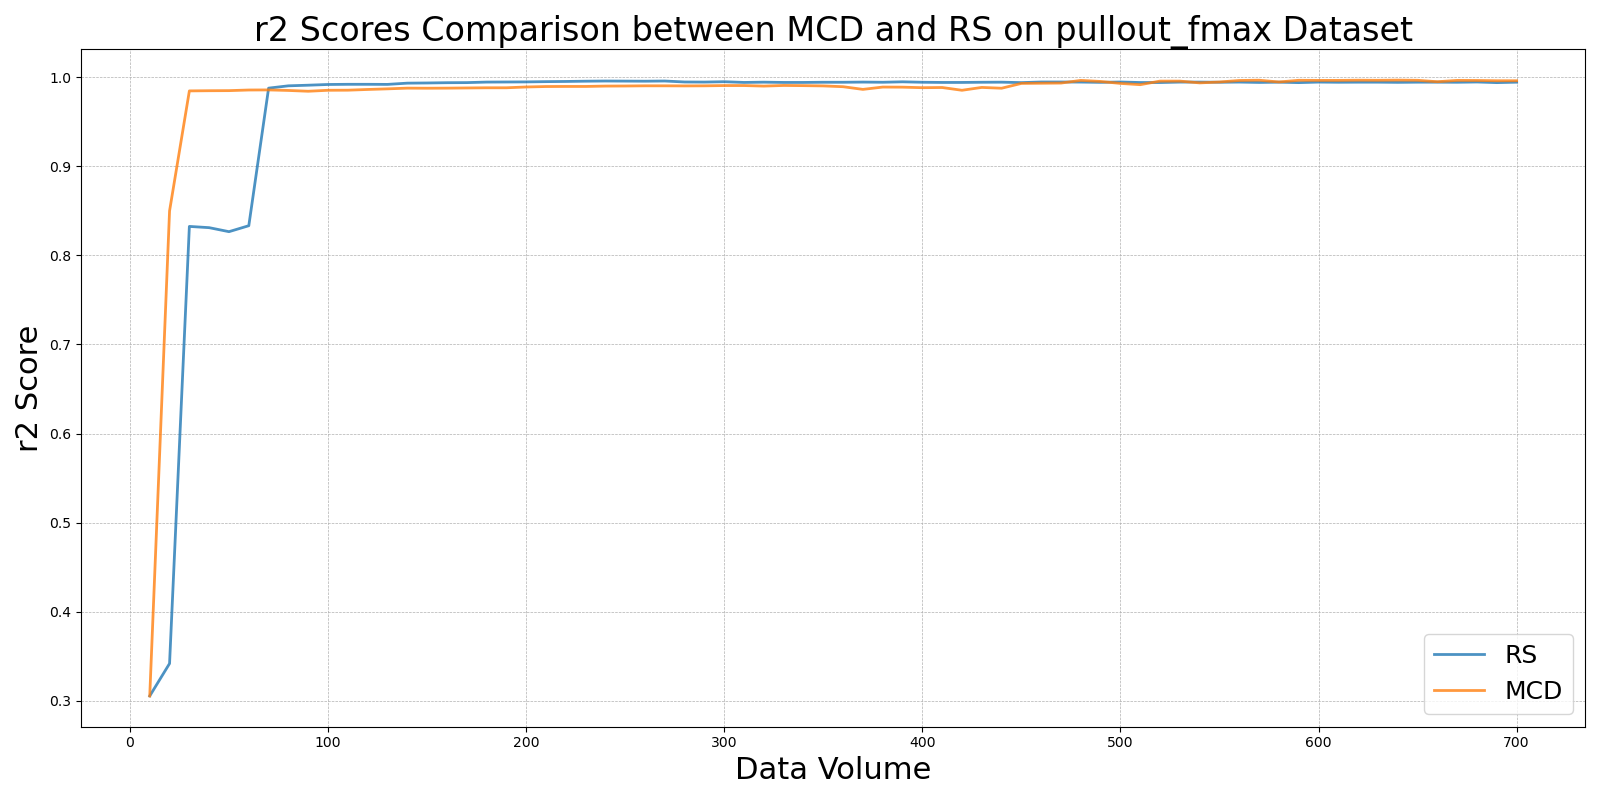 r2 Scores Comparison between MCD and RS on pullout_fmax Dataset
1.0
0.9
0.8
0.7
0.6
0.5
0.4
0.3
r2 Score
0 100 200 300 400 500 600 700
Data Volume
RS
MCD